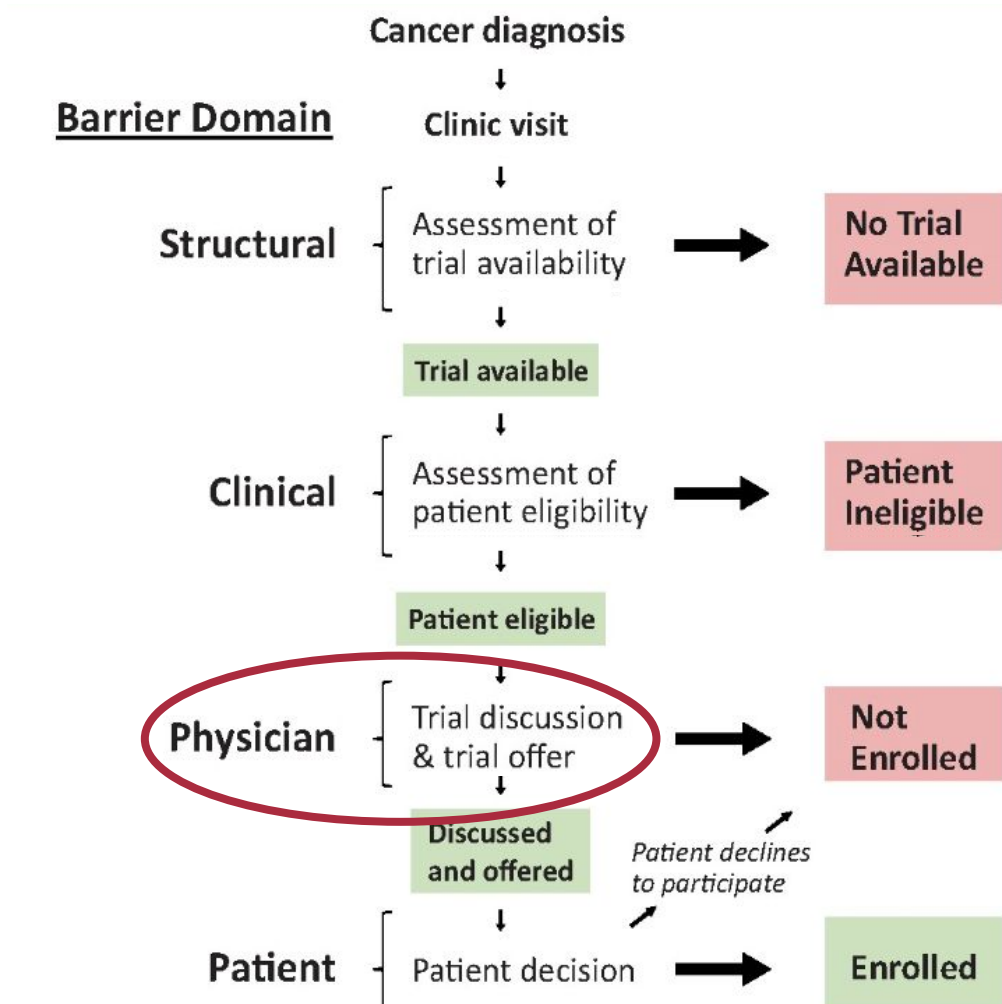 Cancer diagnosis
Barrier Domain
Clinic visit
Structural
Assessment of
trial availability
No Trial
Available
Trial available
Clinical
Assessment of
patient eligibility
Patient
Ineligible
Patient eligible
Physician
Trial discussion
& trial offer
Not
Enrolled
Discussed
and offered
Patient declines
to participate
Patient
Patient decision
Enrolled